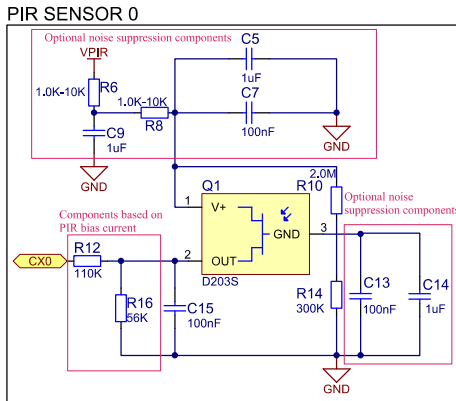 PIR SENSOR 0
Optional noise suppression components
VPIR
R6
1.0K-10K
C9
1uF
GND
1.0K-10K
R8
C5
1uF
C7
100nF
GND
Q1
1
V+
GND
3
2
OUT
D203S
2.0M
R10
Optional noise
suppression components
Components based on
PIR bias current
CX0
R12
110K
R16
56K
C15
100nF
R14
300K
C13
100nF
C14
1uF
GND